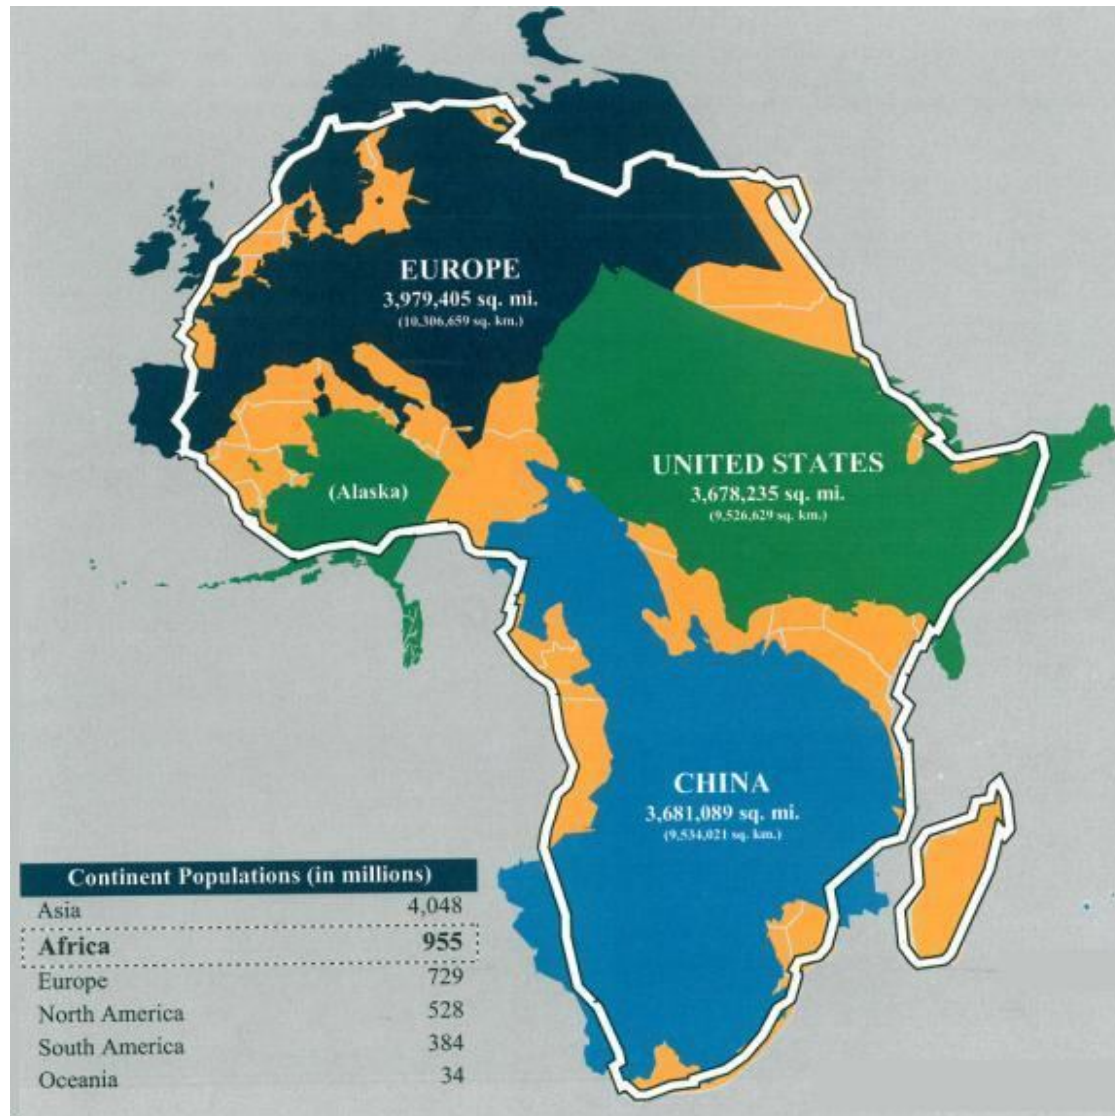 EUROPE
3,979,405 sq. mi.
(10,306,659 sq. km.)
UNITED STATES
3,678,235 sq. mi.
(9,526,629 sq. km.)
(Alaska)
CHINA
3,681,089 sq. mi.
(9,534,021 sq. km.)
Continent Populations (in millions)
Asia 4,048
Africa 955
Europe 729
North America 528
South America 384
Oceania 34